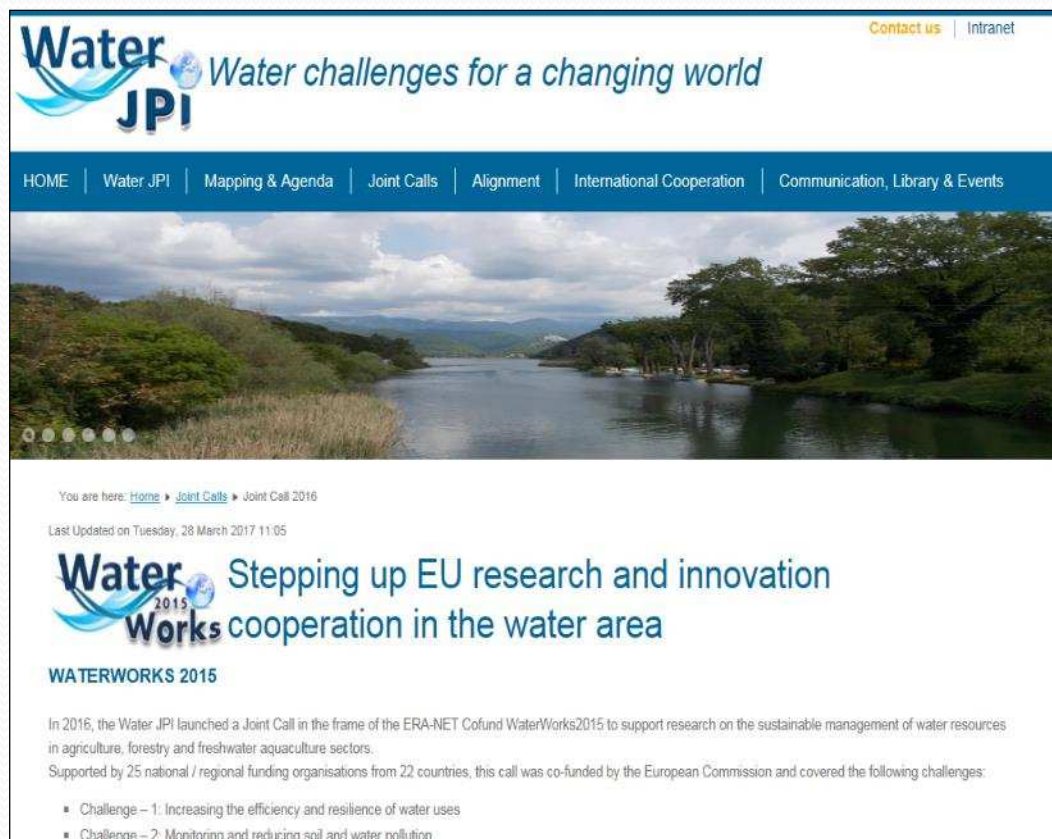 Contact us | Intranet
Water JPI
Water challenges for a changing world
HOME | Water JPI | Mapping & Agenda | Joint Calls | Alignment | International Cooperation | Communication, Library & Events
You are here: Home ▸ Joint Calls ▸ Joint Call 2016
Last Updated on Tuesday, 28 March 2017 11:05
Water
2015
Works
Stepping up EU research and innovation
cooperation in the water area
WATERWORKS 2015
In 2016, the Water JPI launched a Joint Call in the frame of the ERA-NET Cofund WaterWorks2015 to support research on the sustainable management of water resources
in agriculture, forestry and freshwater aquaculture sectors.
Supported by 25 national / regional funding organisations from 22 countries, this call was co-funded by the European Commission and covered the following challenges:
▪ Challenge – 1: Increasing the efficiency and resilience of water uses
▪ Challenge – 2: Monitoring and reducing soil and water pollution